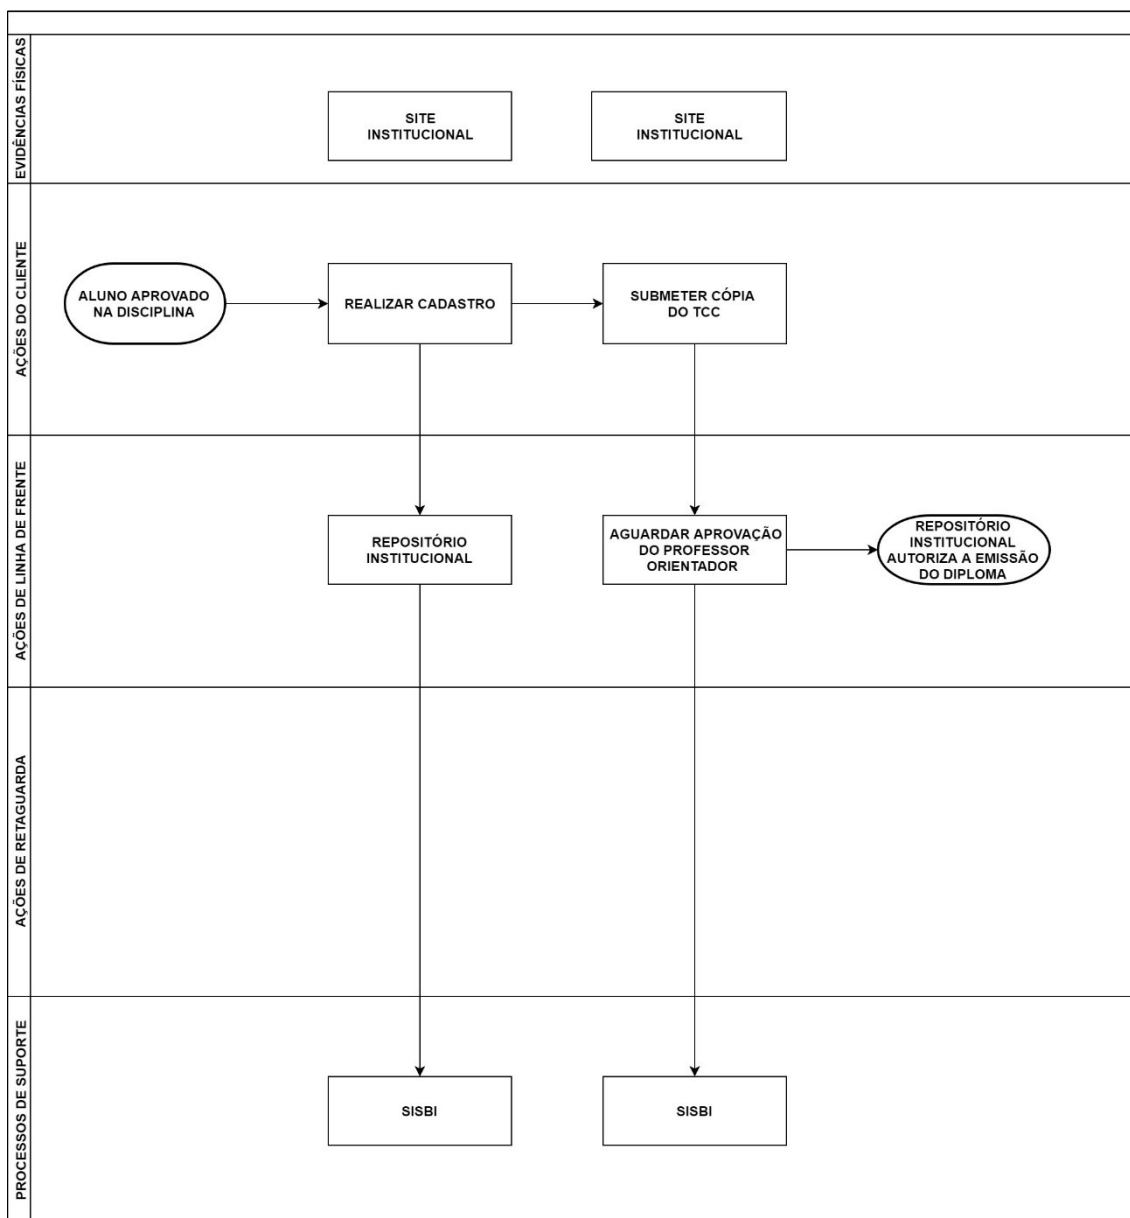 EVIDÊNCIAS FÍSICAS
SITE
INSTITUCIONAL
SITE
INSTITUCIONAL
AÇÕES DO CLIENTE
ALUNO APROVADO
NA DISCIPLINA
REALIZAR CADASTRO
SUBMETER CÓPIA
DO TCC
AÇÕES DE LINHA DE FRENTE
REPOSITÓRIO
INSTITUCIONAL
AGUARDAR APROVAÇÃO
DO PROFESSOR
ORIENTADOR
REPOSITÓRIO
INSTITUCIONAL
AUTORIZA A EMISSÃO
DO DIPLOMA
AÇÕES DE RETAGUARDA
PROCESSOS DE SUPORTE
SISBI
SISBI